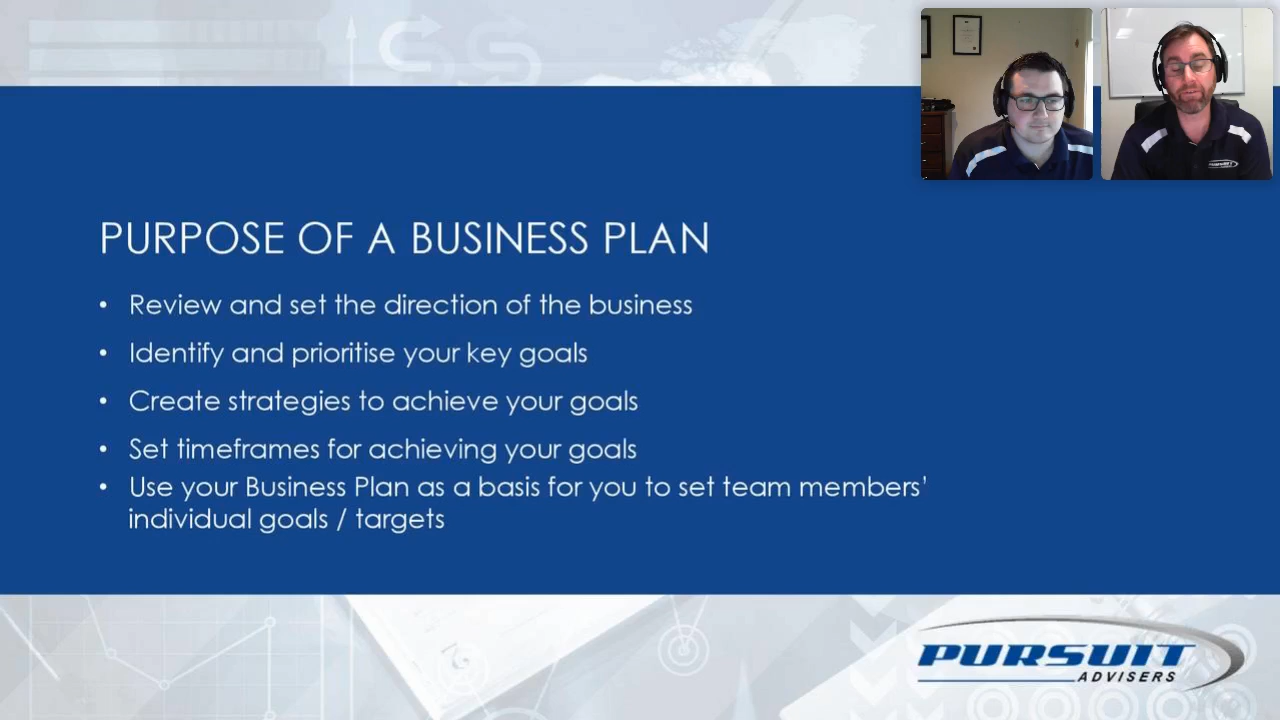 PURPOSE OF A BUSINESS PLAN
• Review and set the direction of the business
• Identify and prioritise your key goals
• Create strategies to achieve your goals
• Set timeframes for achieving your goals
• Use your Business Plan as a basis for you to set team members'
individual goals / targets
PURSUIT
PURSUIT
ADVISERS